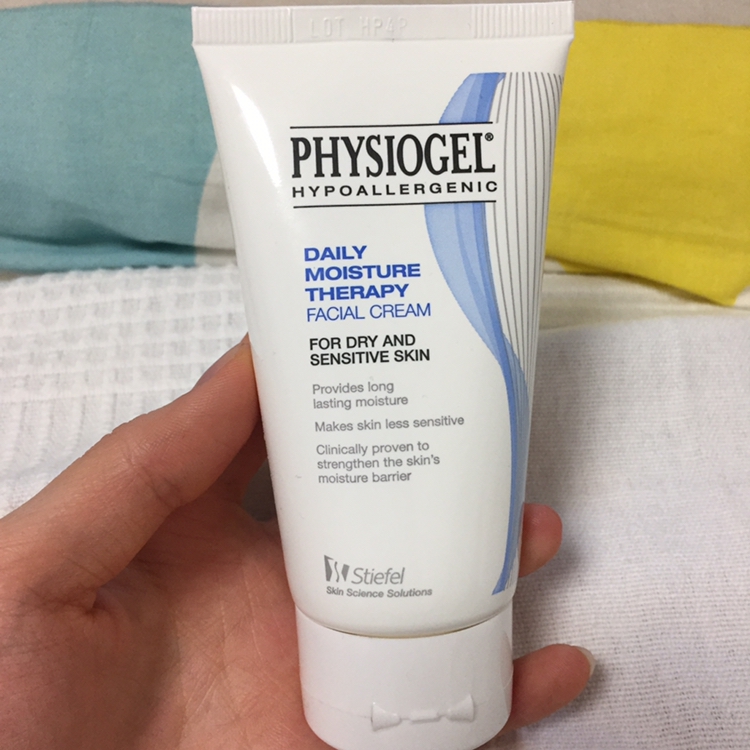 LOT HP4P
PHYSIOGEL®
HYPOALLERGENIC
DAILY
MOISTURE
THERAPY
FACIAL CREAM
FOR DRY AND
SENSITIVE SKIN
Provides long
lasting moisture
Makes skin less sensitive
Clinically proven to
strengthen the skin's
moisture barrier
Stiefel
Skin Science Solutions